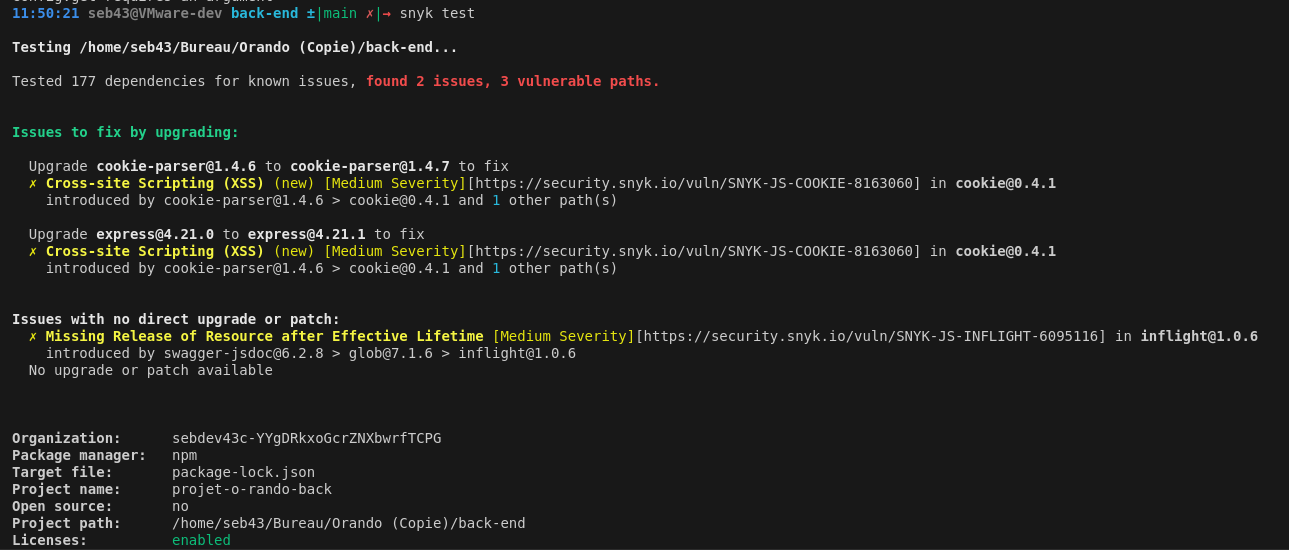 11:50:21 seb43@VMware-dev back-end ±|main ✗|→ snyk test
Testing /home/seb43/Bureau/Orando (Copie)/back-end...
Tested 177 dependencies for known issues, found 2 issues, 3 vulnerable paths.
Issues to fix by upgrading:
Upgrade cookie-parser@1.4.6 to cookie-parser@1.4.7 to fix
✗ Cross-site Scripting (XSS) (new) [Medium Severity][https://security.snyk.io/vuln/SNYK-JS-COOKIE-8163060] in cookie@0.4.1
introduced by cookie-parser@1.4.6 > cookie@0.4.1 and 1 other path(s)
Upgrade express@4.21.0 to express@4.21.1 to fix
✗ Cross-site Scripting (XSS) (new) [Medium Severity][https://security.snyk.io/vuln/SNYK-JS-COOKIE-8163060] in cookie@0.4.1
introduced by cookie-parser@1.4.6 > cookie@0.4.1 and 1 other path(s)
Issues with no direct upgrade or patch:
✗ Missing Release of Resource after Effective Lifetime [Medium Severity][https://security.snyk.io/vuln/SNYK-JS-INFLIGHT-6095116] in inflight@1.0.6
introduced by swagger-jsdoc@6.2.8 > glob@7.1.6 > inflight@1.0.6
No upgrade or patch available
Organization: sebdev43c-YYgDRkxoGcrZNXbwrfTCPG
Package manager: npm
Target file: package-lock.json
Project name: projet-o-rando-back
Open source: no
Project path: /home/seb43/Bureau/Orando (Copie)/back-end
Licenses: enabled